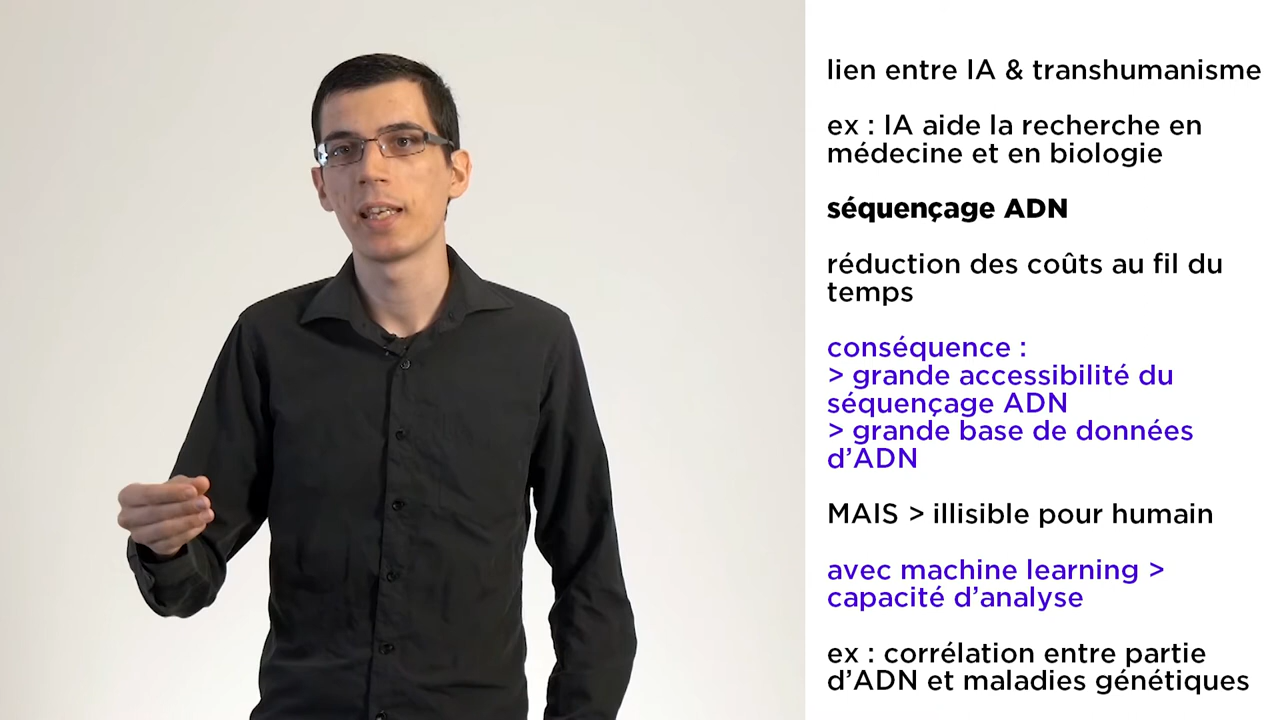 lien entre IA & transhumanisme
ex : IA aide la recherche en
médecine et en biologie
séquençage ADN
réduction des coûts au fil du
temps
conséquence :
> grande accessibilité du
séquençage ADN
> grande base de données
d'ADN
MAIS > illisible pour humain
avec machine learning >
capacité d'analyse
ex : corrélation entre partie
d'ADN et maladies génétiques